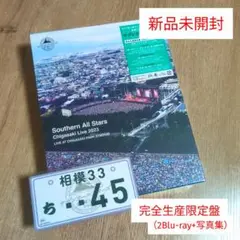 新品未開封
Southern All Stars
Chigasaki Live 2023
LIVE AT CHIGASAKI PARK STADIUM
相模33
ち 45
完全生産限定盤
(2Blu-ray+写真集)